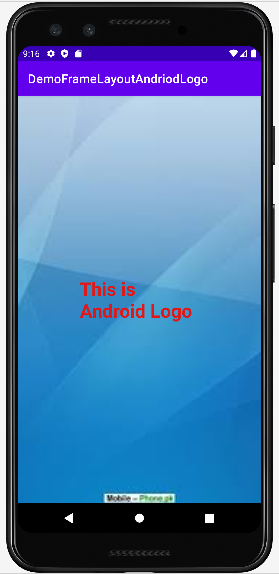 9:16
DemoFrameLayoutAndriodLogo
This is
Android Logo
Mobile - Phone.pk